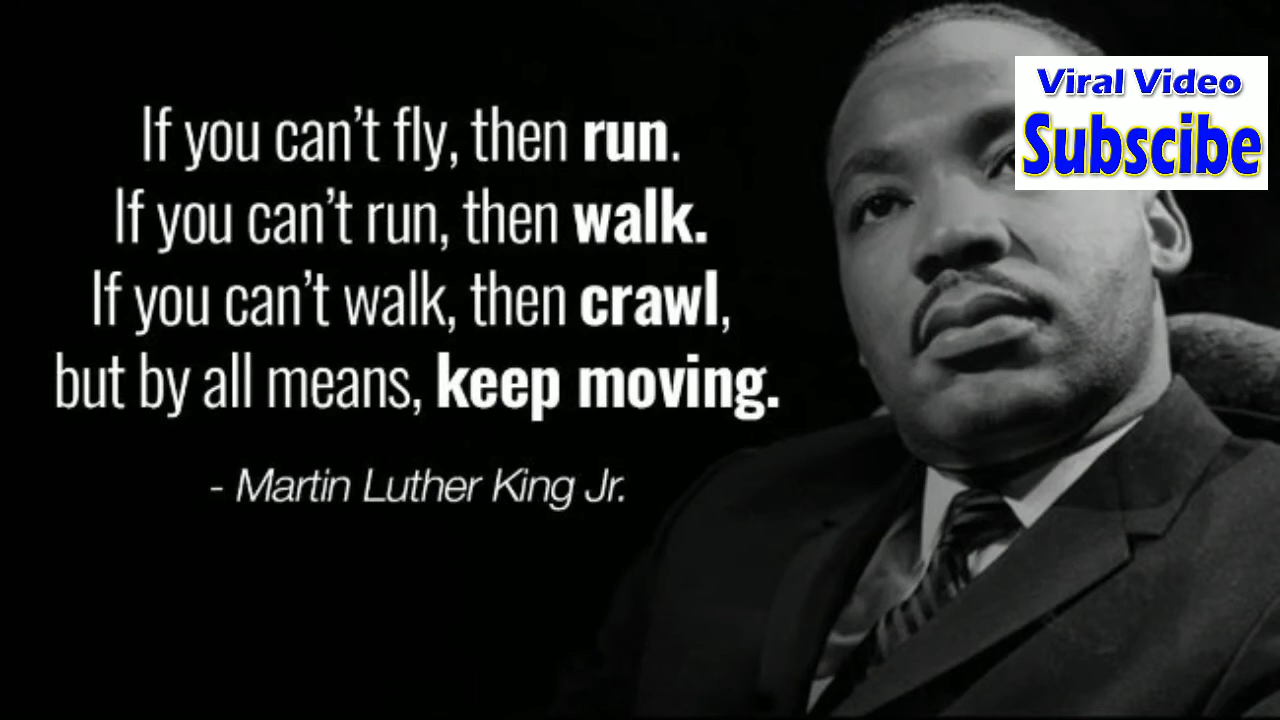 If you can't fly, then run.
If you can't run, then walk.
If you can't walk, then crawl,
but by all means, keep moving.
- Martin Luther King Jr.
Viral Video
Subscibe